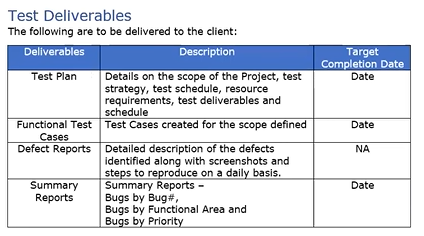 Test Deliverables
The following are to be delivered to the client:
Deliverables Description Target
Completion Date
Test Plan Details on the scope of the Project, test Date
strategy, test schedule, resource
requirements, test deliverables and
schedule
Functional Test Test Cases created for the scope defined Date
Cases
Defect Reports Detailed description of the defects NA
identified along with screenshots and
steps to reproduce on a daily basis.
Summary Summary Reports – Date
Reports Bugs by Bug#,
Bugs by Functional Area and
Bugs by Priority